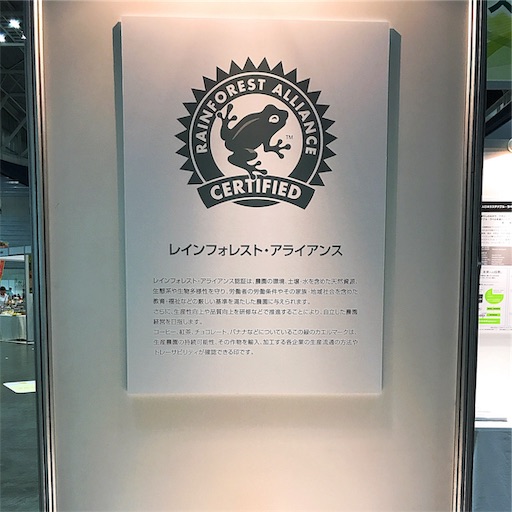 RAINFOREST ALLIANCE
TM
CERTIFIED
レインフォレスト・アライアンス
レインフォレスト・アライアンス認証は、農園の環境、土壌・水を含めた天然資源、
生態系や生物多様性を守り、労働者の労働条件やその家族・地域社会を含めた
教育・福祉などの厳しい基準を満たした農園に与えられます。
さらに生産性向上や品質向上を研修などで推進することにより、自立した農園
経営を目指します。
コーヒー、紅茶、チョコレート、バナナなどについているこの緑のカエルマークは、
生産農園の持続可能性、その作物を輸入、加工する各企業の生産流通の方法や
トレーサビリティが確認できる印です。